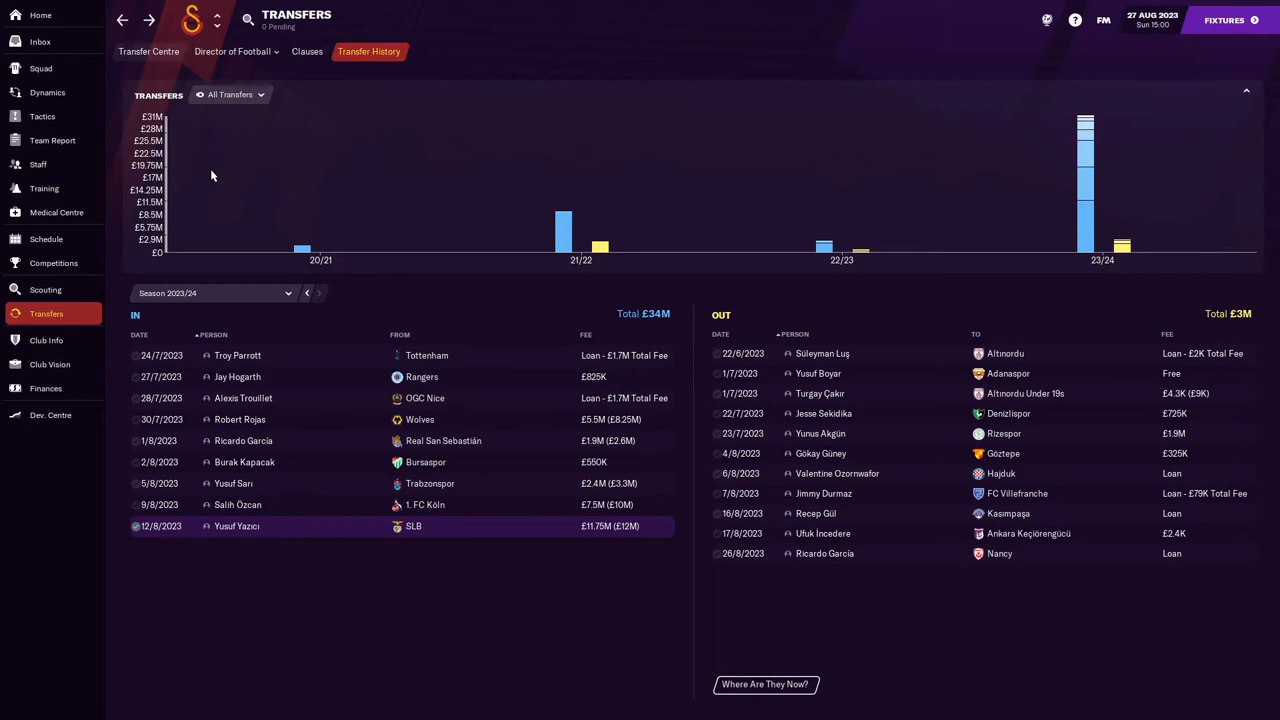 Home
Inbox
Squad
Dynamics
Tactics
Team Report
Staff
Training
Medical Centre
Schedule
Competitions
Scouting
Transfers
Club Info
Club Vision
Finances
Dev. Centre
TRANSFERS
0 Pending
? FM 27 AUG 2023 FIXTURES
Sun 15:00
Transfer Centre Director of Football Clauses Transfer History
TRANSFERS All Transfers
£31M
£28M
£25.5M
£22.5M
£19.75M
£17M
£14.25M
£11.5M
£8.5M
£5.75M
£2.9M
£0
20/21 21/22 22/23 23/24
Season 2023/24
IN Total £34M
DATE PERSON FROM FEE
24/7/2023 Troy Parrott Tottenham Loan - £1.7M Total Fee
27/7/2023 Jay Hogarth Rangers £825K
28/7/2023 Alexis Trouillet OGC Nice Loan - £1.7M Total Fee
30/7/2023 Robert Rojas Wolves £5.5M (£8.25M)
1/8/2023 Ricardo García Real San Sebastián £1.9M (£2.6M)
2/8/2023 Burak Kapacak Bursaspor £550K
5/8/2023 Yusuf Sarı Trabzonspor £2.4M (£3.3M)
9/8/2023 Salih Özcan 1. FC Köln £7.5M (£10M)
12/8/2023 Yusuf Yazıcı SLB £11.75M (£12M)
OUT Total £3M
DATE PERSON TO FEE
22/6/2023 Süleyman Luş Altınordu Loan - £2K Total Fee
1/7/2023 Yusuf Boyar Adanaspor Free
1/7/2023 Turgay Çakır Altınordu Under 19s £4.3K (£9K)
22/7/2023 Jesse Sekidika Denizlispor £725K
23/7/2023 Yunus Akgün Rizespor £1.9M
4/8/2023 Gökay Güney Göztepe £325K
6/8/2023 Valentine Ozornwafor Hajduk Loan
7/8/2023 Jimmy Durmaz FC Villefranche Loan - £79K Total Fee
16/8/2023 Recep Gül Kasımpaşa Loan
17/8/2023 Ufuk İncedere Ankara Keçiörengücü £2.4K
26/8/2023 Ricardo García Nancy Loan
Where Are They Now?